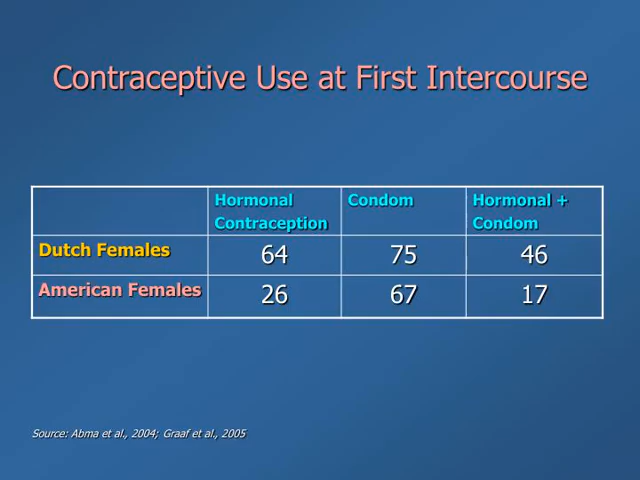 Contraceptive Use at First Intercourse
Hormonal Contraception Condom Hormonal + Condom
Dutch Females 64 75 46
American Females 26 67 17
Source: Abma et al., 2004; Graaf et al., 2005